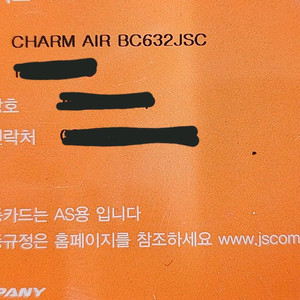 CHARM AIR BC632JSC
호
락처
카드는 AS용 입니다
규정은 홈페이지를 참조하세요 www.jscom
PANY